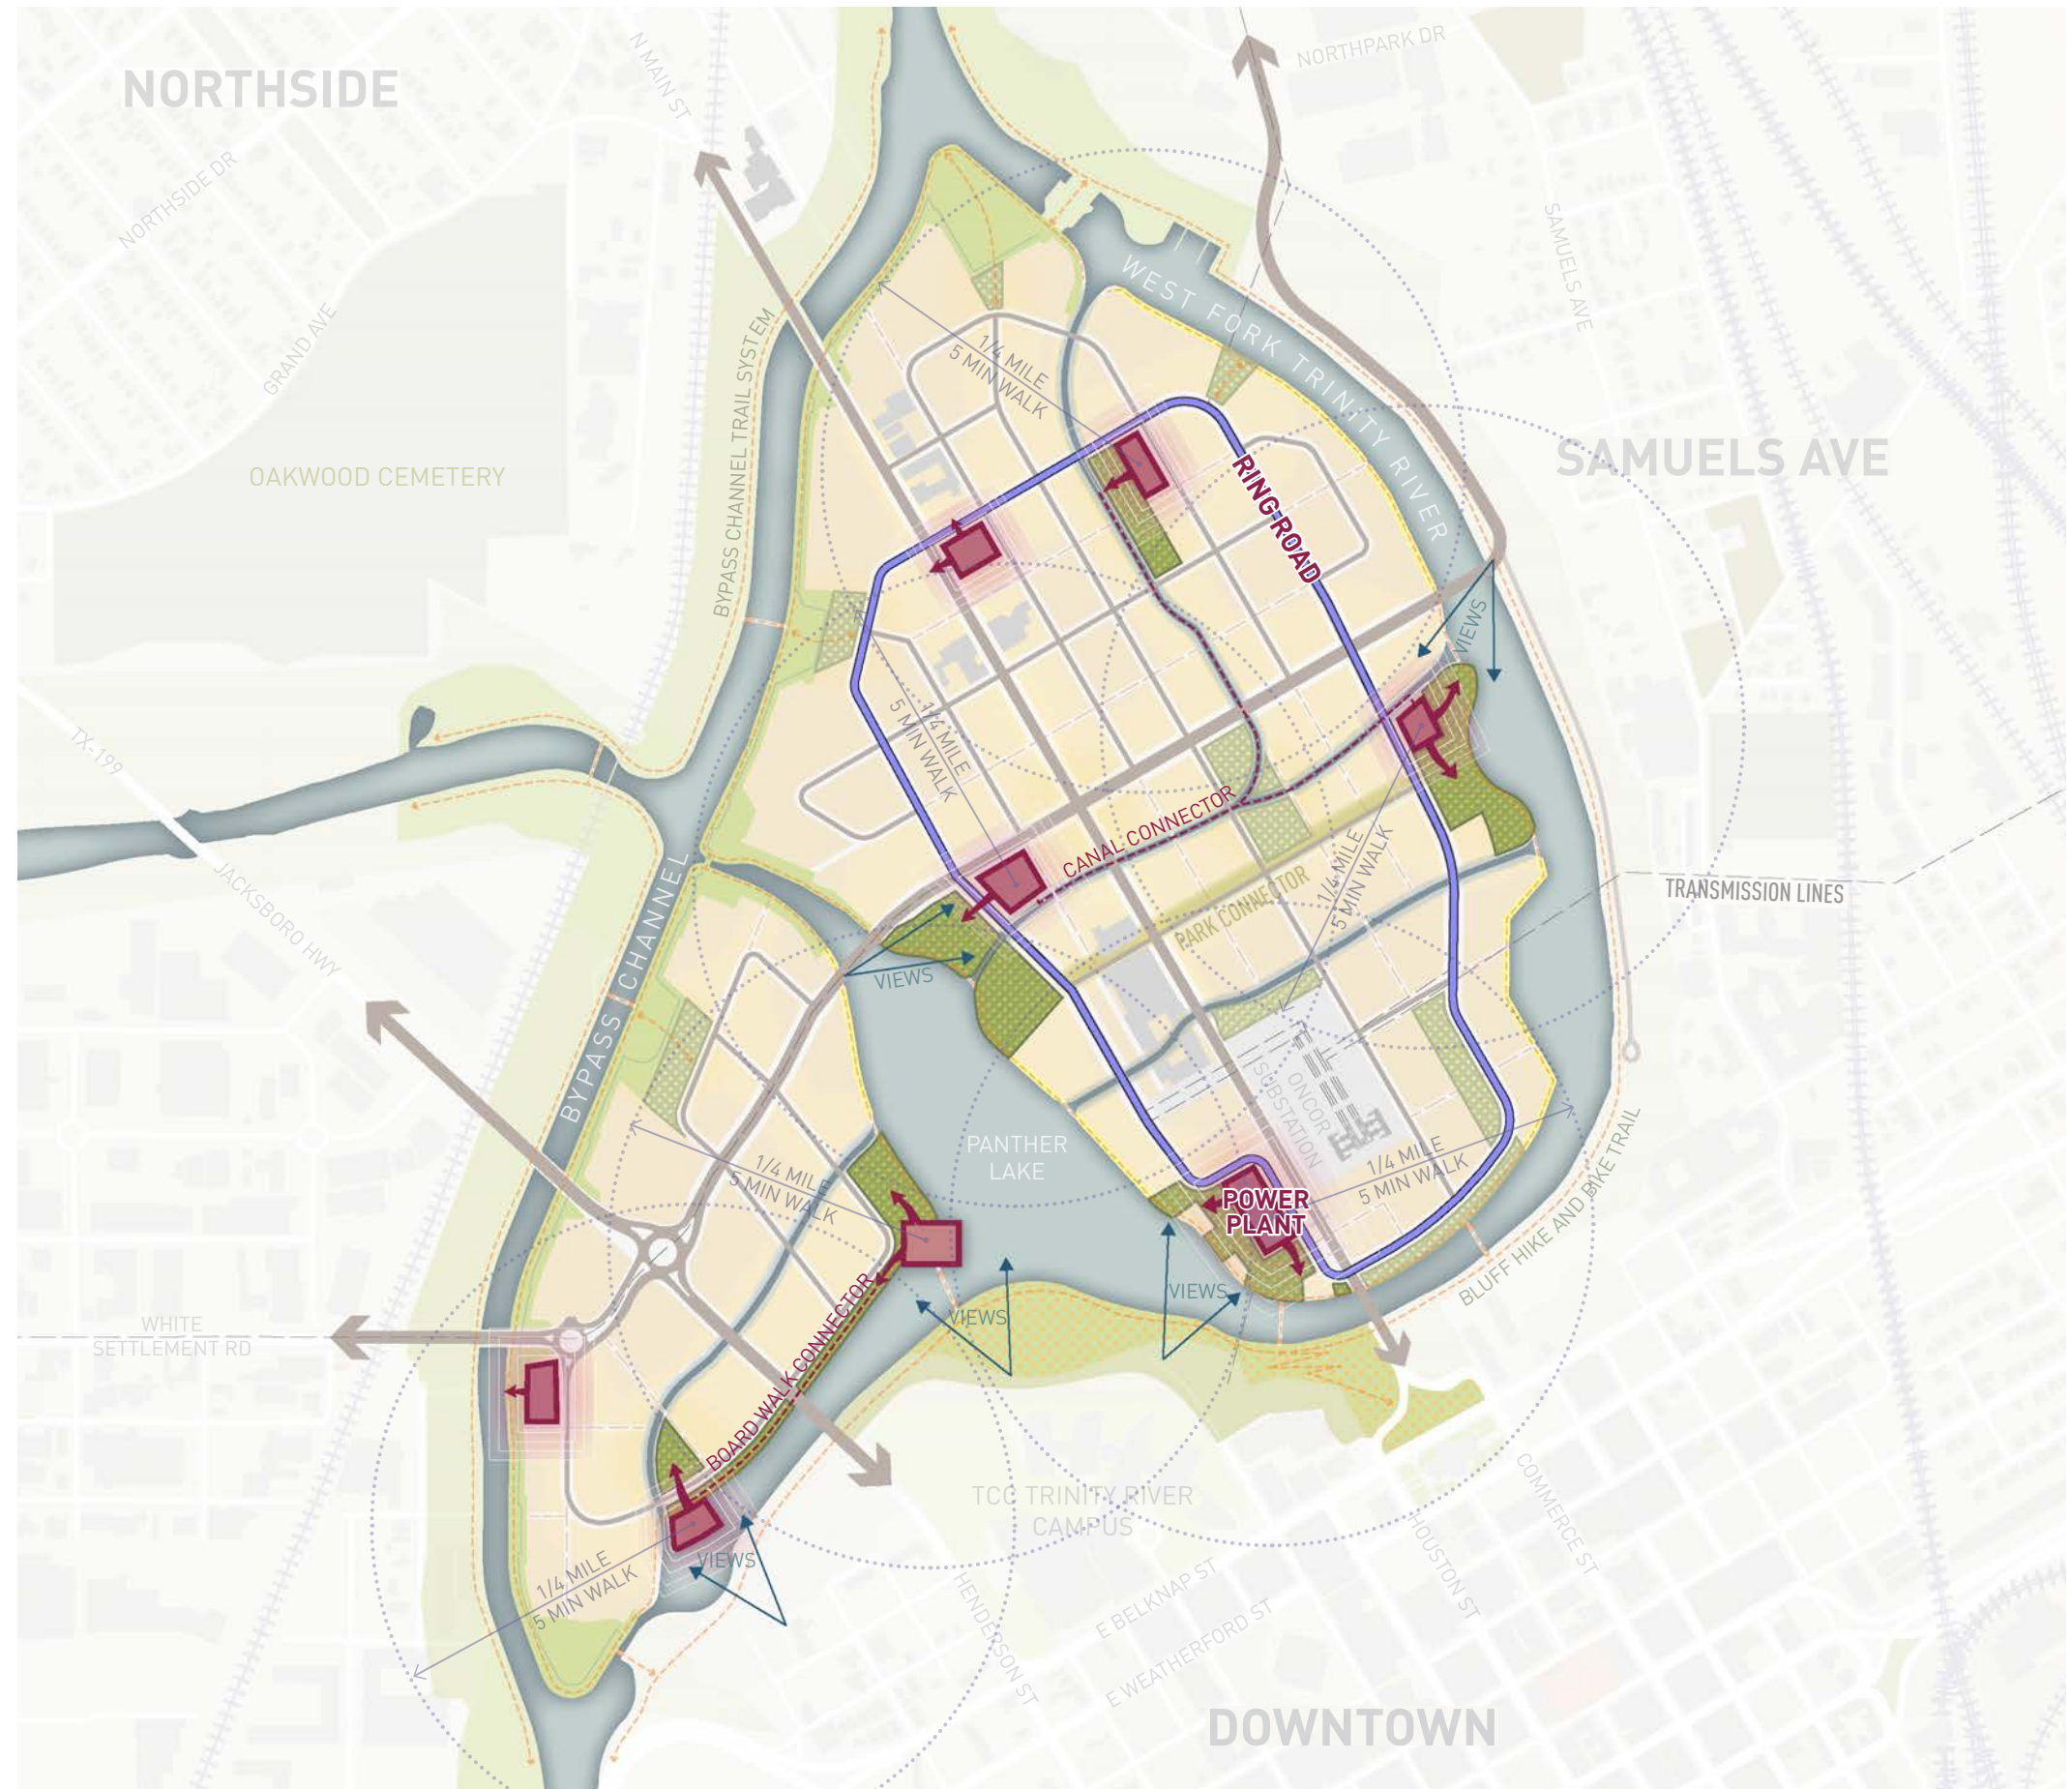 NORTHSIDE
N MAIN ST
NORTHPARK DR
NORTHSIDE DR
SAMUELS AVE
GRAND AVE
WEST FORK TRINITY RIVER
BYPASS CHANNEL TRAIL SYSTEM
1/4 MILE
5 MIN WALK
SAMUELS AVE
OAKWOOD CEMETERY
RING ROAD
VIEWS
TX-199
1/4 MILE
5 MIN WALK
CANAL CONNECTOR
JACKSBORO HWY
1/4 MILE
5 MIN WALK
TRANSMISSION LINES
PARK CONNECTOR
BYPASS CHANNEL
VIEWS
ONCOR
SUBSTATION
PANTHER
LAKE
1/4 MILE
5 MIN WALK
1/4 MILE
5 MIN WALK
POWER
PLANT
BLUFF HIKE AND BIKE TRAIL
VIEWS
VIEWS
WHITE
SETTLEMENT RD
BOARD WALK CONNECTOR
TCC TRINITY RIVER
CAMPUS
COMMERCE ST
HOUSTON ST
VIEWS
1/4 MILE
5 MIN WALK
HENDERSON ST
E BELKNAP ST
E WEATHERFORD ST
DOWNTOWN